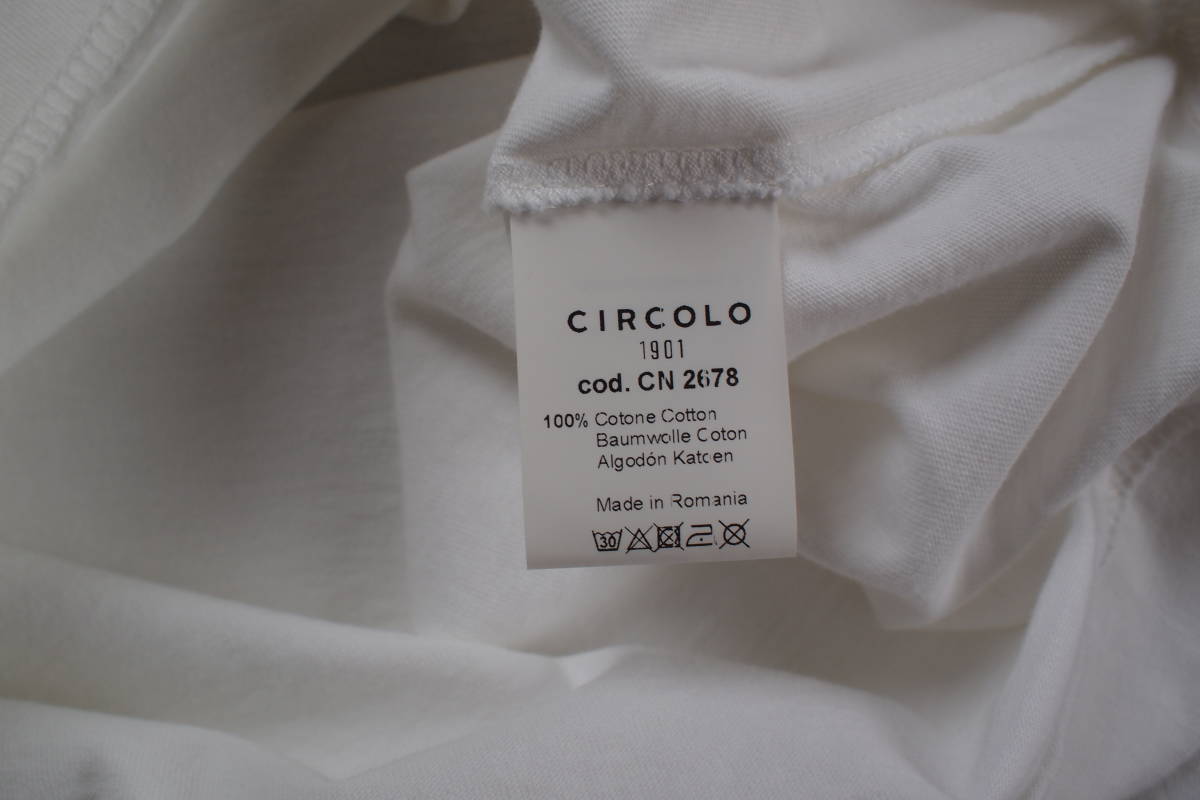 CIRCOLO
1901
cod. CN 2678
100% Cotone Cotton
Baumwolle Coton
Algodón Katoen
Made in Romania
30